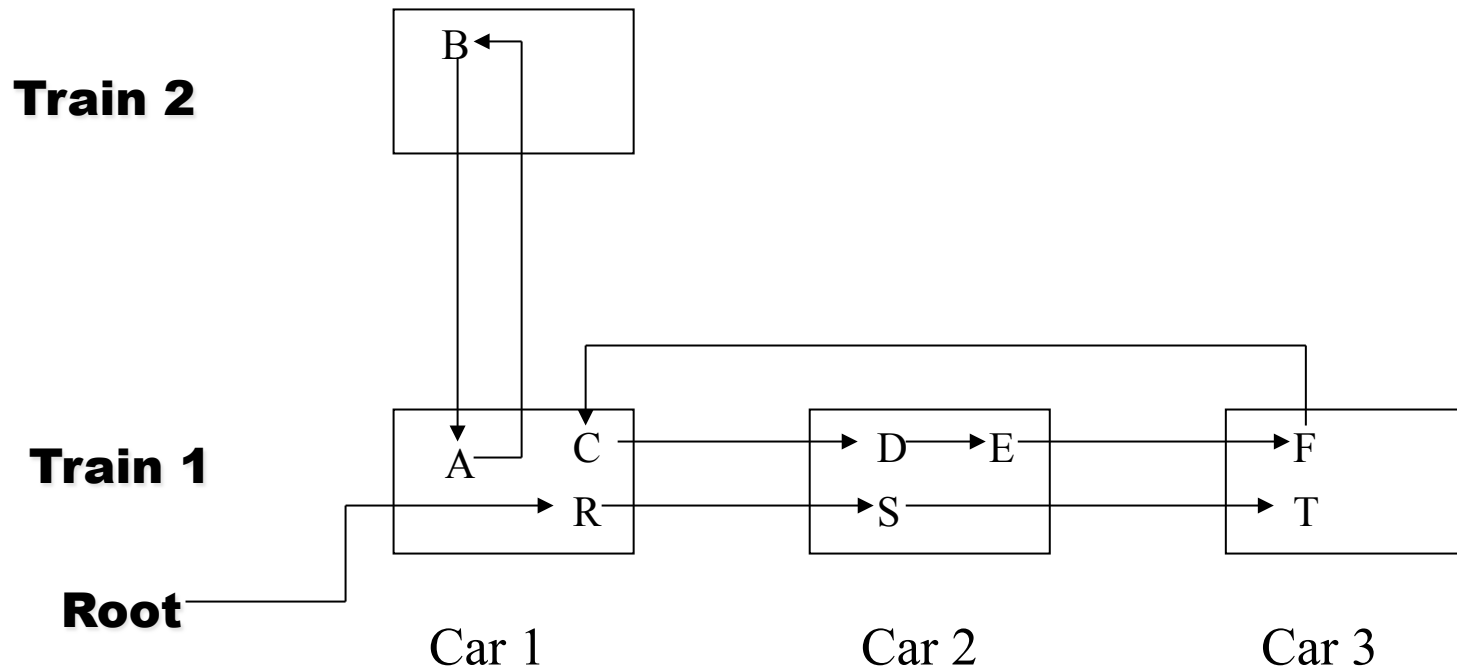 B
Train 2
C D E F
Train 1 A
R S T
Root
Car 1 Car 2 Car 3